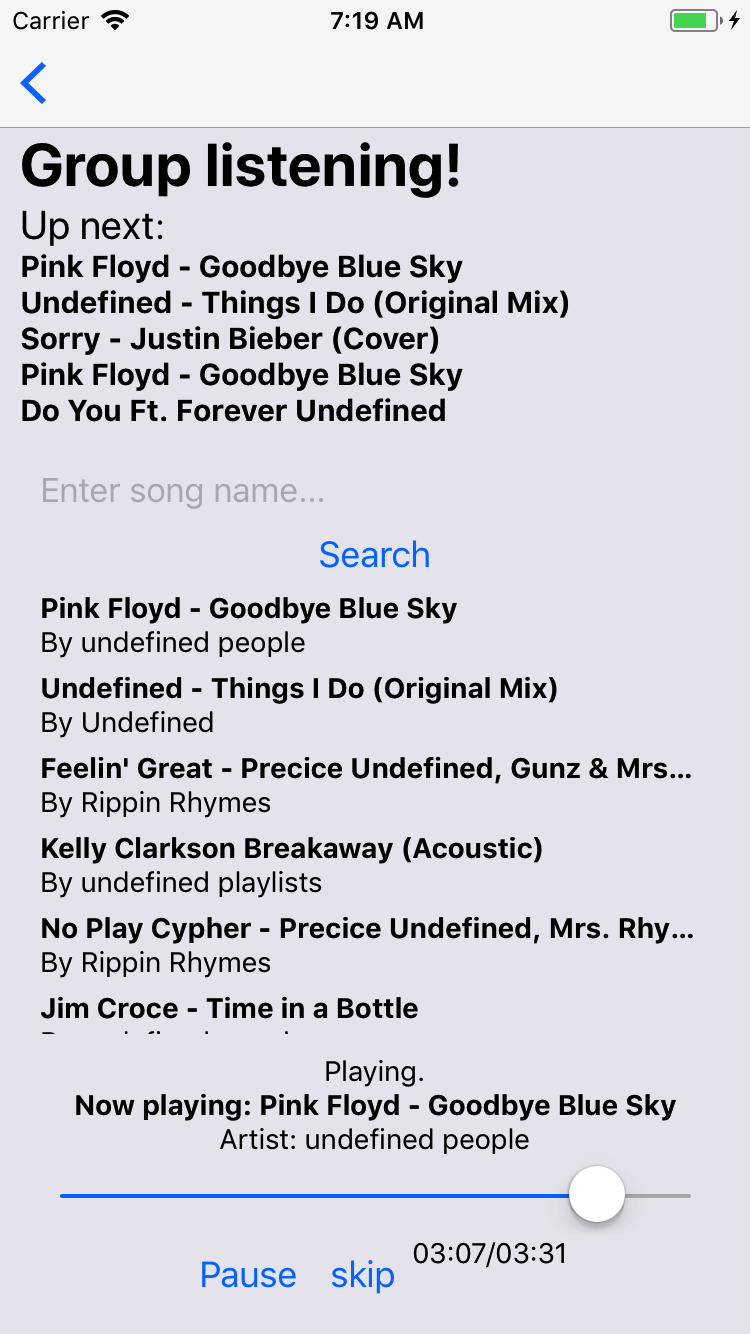 Carrier 7:19 AM
Group listening!
Up next:
Pink Floyd - Goodbye Blue Sky
Undefined - Things I Do (Original Mix)
Sorry - Justin Bieber (Cover)
Pink Floyd - Goodbye Blue Sky
Do You Ft. Forever Undefined
Enter song name...
Search
Pink Floyd - Goodbye Blue Sky
By undefined people
Undefined - Things I Do (Original Mix)
By Undefined
Feelin' Great - Precice Undefined, Gunz & Mrs...
By Rippin Rhymes
Kelly Clarkson Breakaway (Acoustic)
By undefined playlists
No Play Cypher - Precice Undefined, Mrs. Rhy...
By Rippin Rhymes
Jim Croce - Time in a Bottle
Playing.
Now playing: Pink Floyd - Goodbye Blue Sky
Artist: undefined people
03:07/03:31
Pause skip